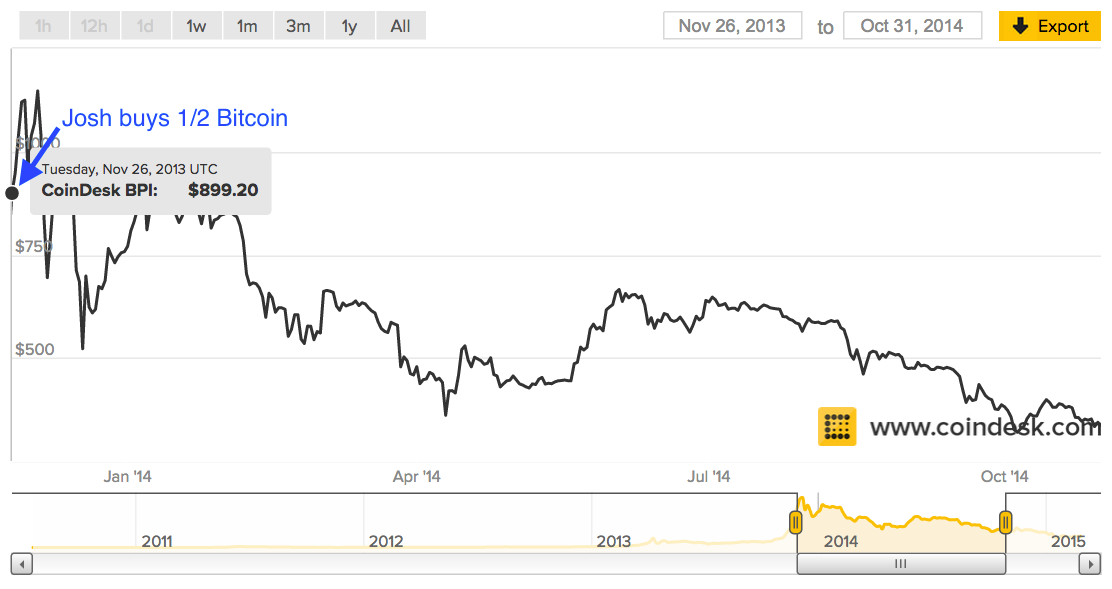 1h 12h 1d 1w 1m 3m 1y All Nov 26, 2013 to Oct 31, 2014 Export
Josh buys 1/2 Bitcoin
$1000
Tuesday, Nov 26, 2013 UTC
CoinDesk BPI: $899.20
$750
$500
www.coindesk.com
Jan '14 Apr '14 Jul '14 Oct '14
2011 2012 2013 2014 2015